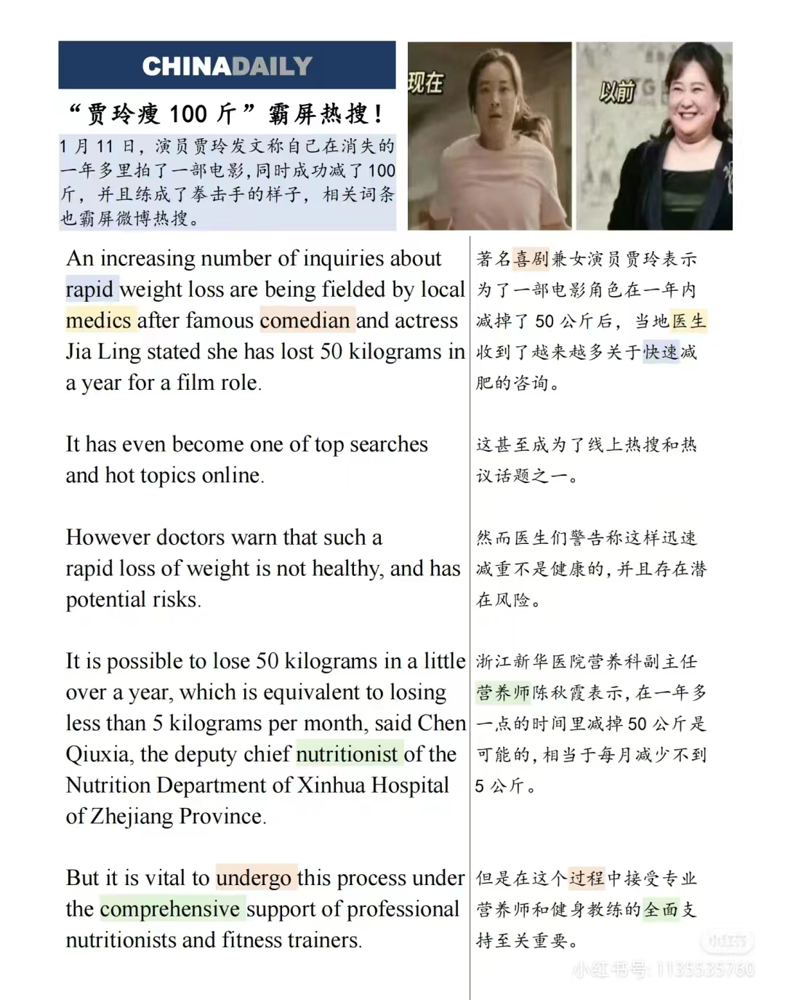 CHINADAILY
“贾玲瘦 100 斤”霸屏热搜!
1 月 11 日，演员贾玲发文称自己在消失的
一年多里拍了一部电影,同时成功减了 100
斤，并且练成了拳击手的样子，相关词条
也霸屏微博热搜。
现在
以前
An increasing number of inquiries about
rapid weight loss are being fielded by local
medics after famous comedian and actress
Jia Ling stated she has lost 50 kilograms in
a year for a film role.
著名喜剧兼女演员贾玲表示
为了一部电影角色在一年内
减掉了 50 公斤后，当地医生
收到了越来越多关于快速减
肥的咨询。
It has even become one of top searches
and hot topics online.
这甚至成为了线上热搜和热
议话题之一。
However doctors warn that such a
rapid loss of weight is not healthy, and has
potential risks.
然而医生们警告称这样迅速
减重不是健康的,并且存在潜
在风险。
It is possible to lose 50 kilograms in a little
over a year, which is equivalent to losing
less than 5 kilograms per month, said Chen
Qiuxia, the deputy chief nutritionist of the
Nutrition Department of Xinhua Hospital
of Zhejiang Province.
浙江新华医院营养科副主任
营养师陈秋霞表示,在一年多
一点的时间里减掉 50 公斤是
可能的,相当于每月减少不到
5 公斤。
But it is vital to undergo this process under
the comprehensive support of professional
nutritionists and fitness trainers.
但是在这个过程中接受专业
营养师和健身教练的全面支
持至关重要。
小红书
小红书号: 1135535760